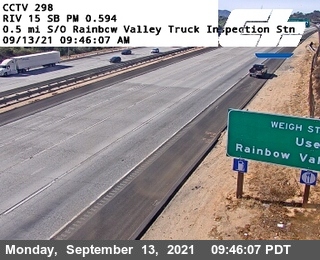 CCTV 298
RIV 15 SB PM 0.594
0.5 mi S/O Rainbow Valley Truck Inspection Stn
09/13/21 09:46:07 AM
WEIGH ST
Use
Rainbow Val
Monday, September 13, 2021 09:46:07 PDT